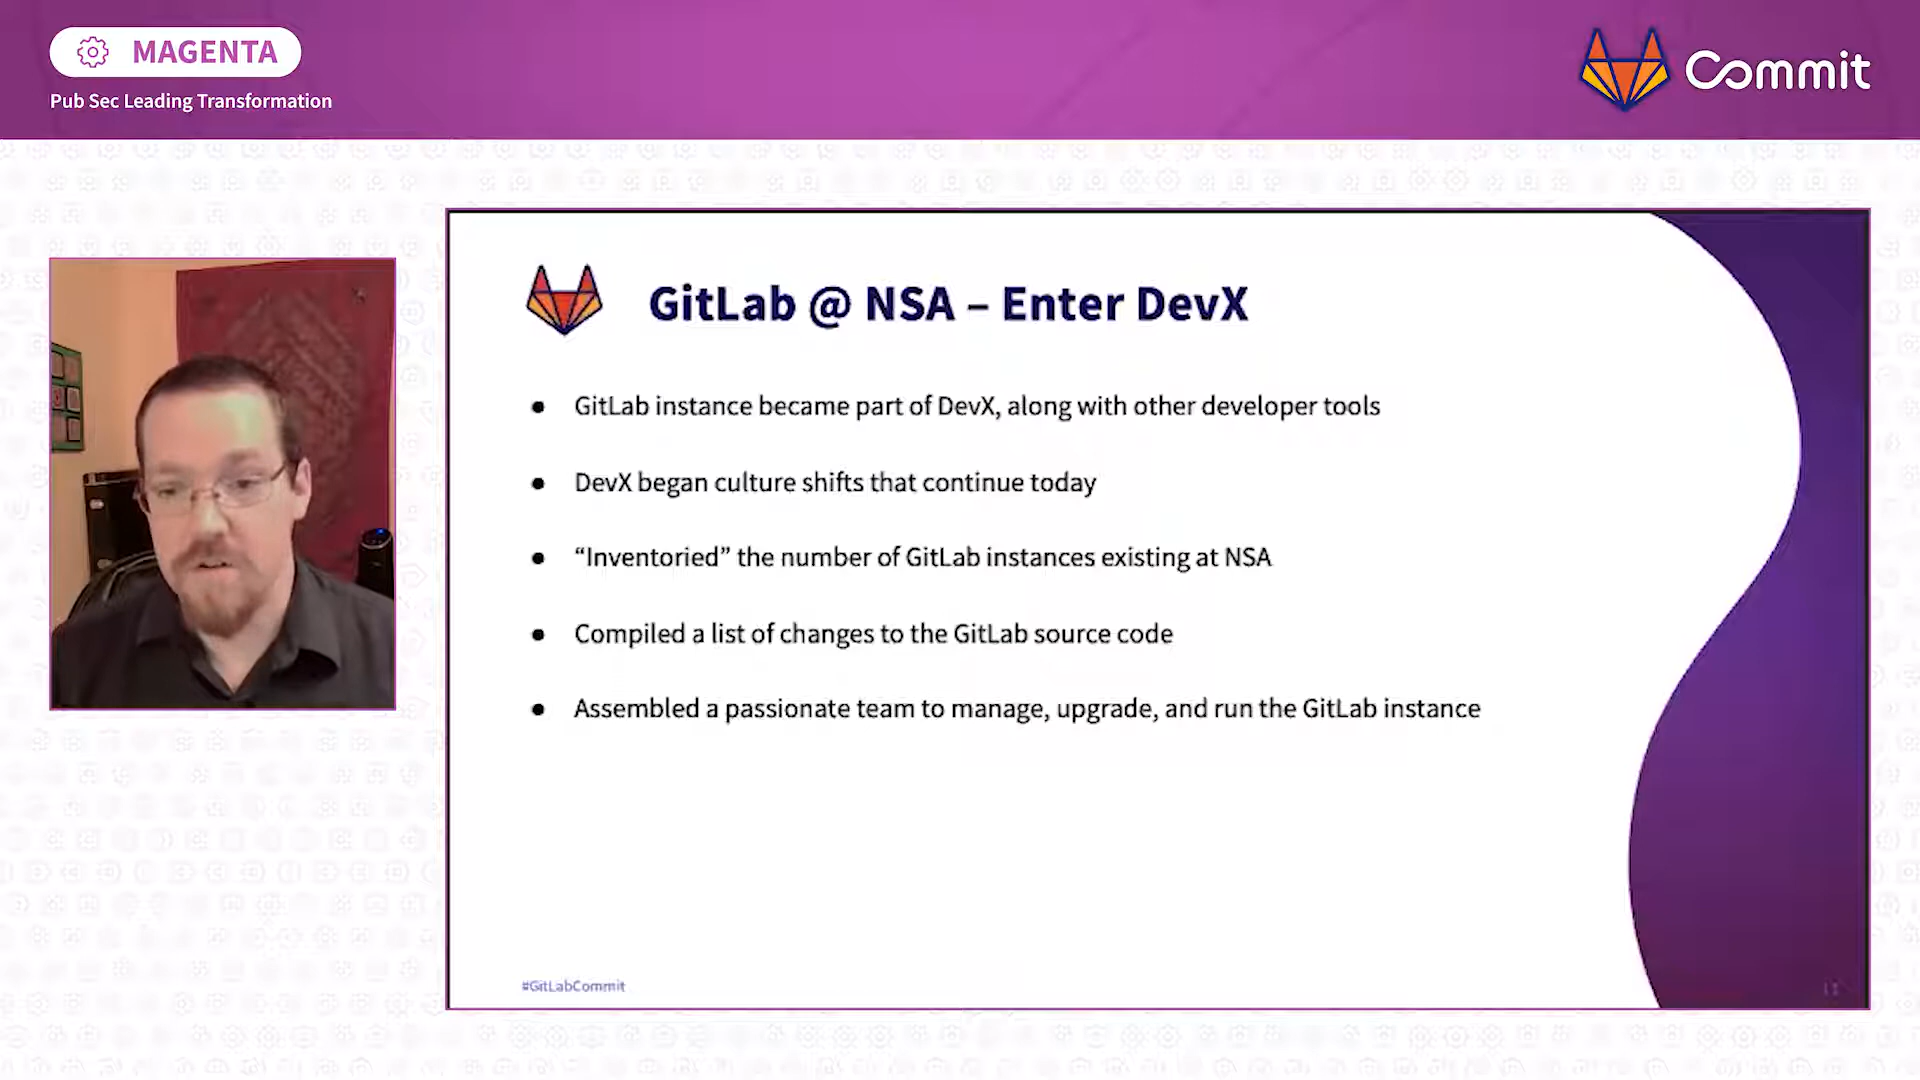 MAGENTA
Pub Sec Leading Transformation
Commit
GitLab @ NSA – Enter DevX
● GitLab instance became part of DevX, along with other developer tools
● DevX began culture shifts that continue today
● “Inventoried” the number of GitLab instances existing at NSA
● Compiled a list of changes to the GitLab source code
● Assembled a passionate team to manage, upgrade, and run the GitLab instance
#GitLabCommit